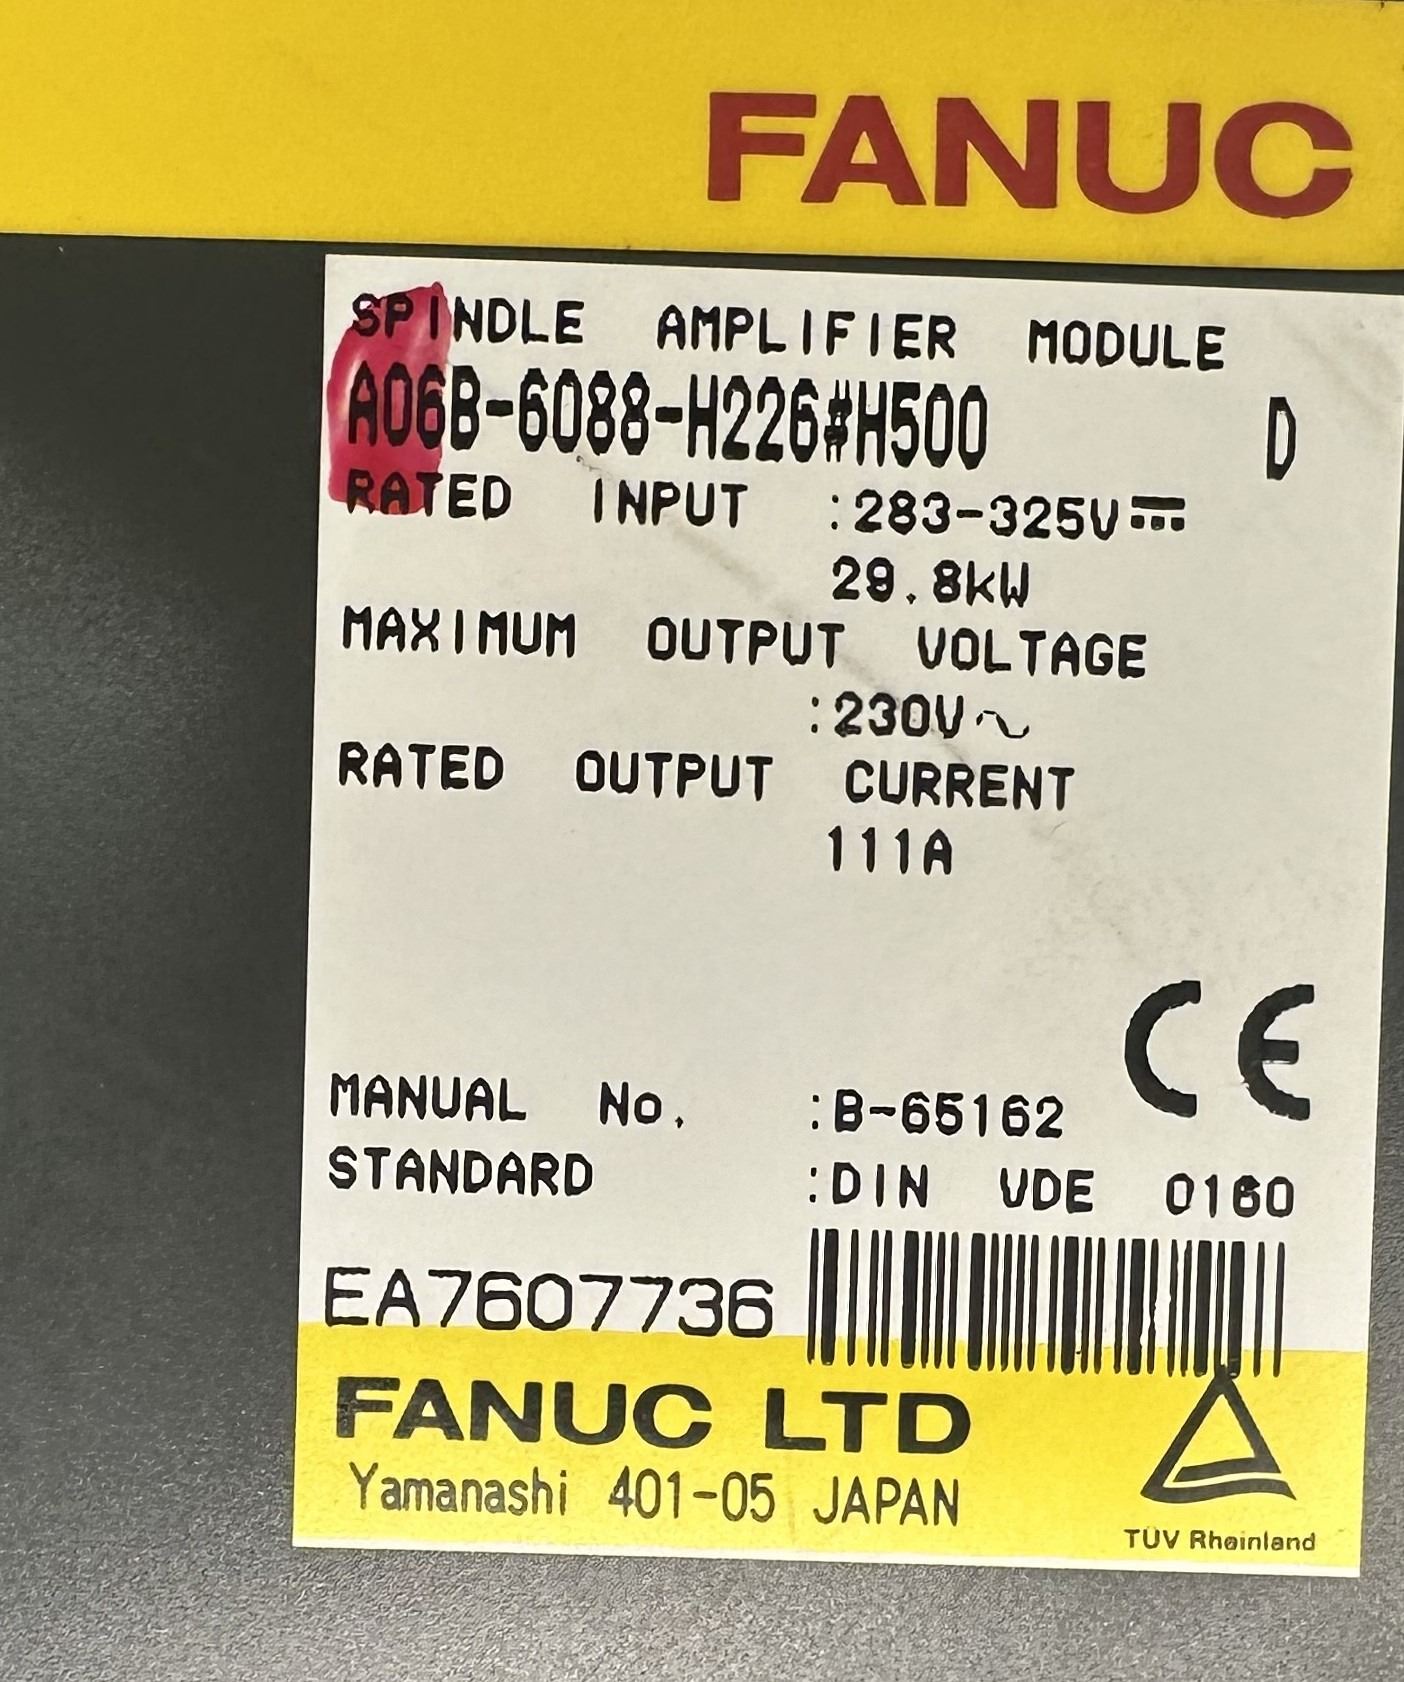 FANUC
SPINDLE AMPLIFIER MODULE
A06B-6088-H226#H500 D
RATED INPUT :283-325V⎓
29.8kW
MAXIMUM OUTPUT VOLTAGE
:230V∿
RATED OUTPUT CURRENT
111A
CE
MANUAL No. :B-65162
STANDARD :DIN VDE 0160
EA7607736
FANUC LTD
Yamanashi 401-05 JAPAN
TÜV Rheinland